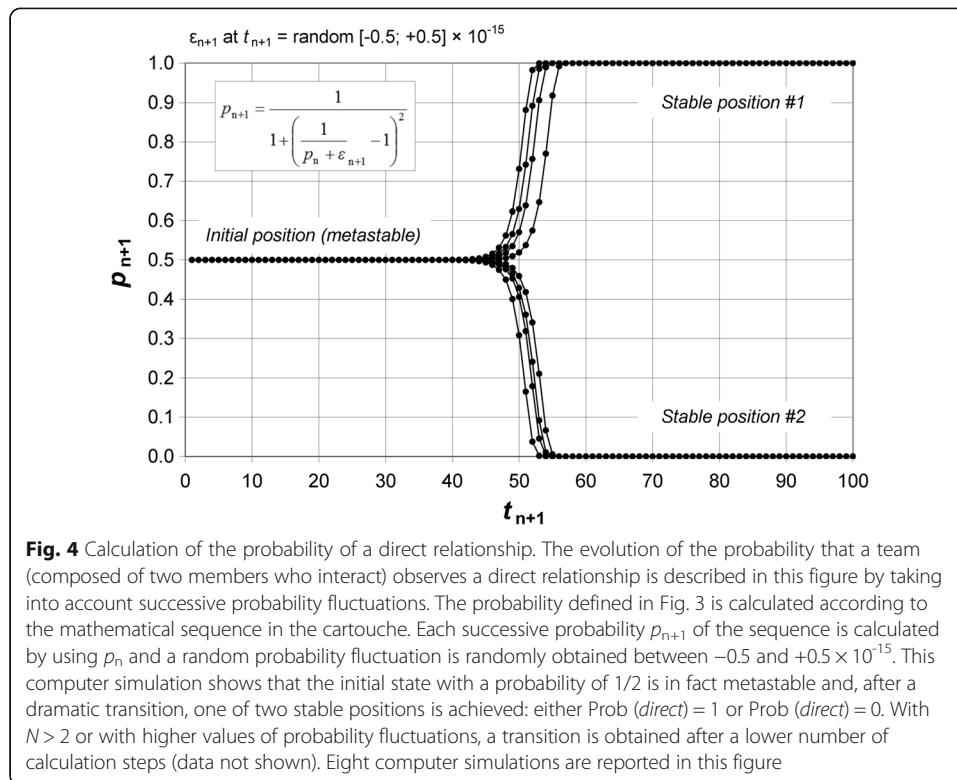 εn+1 at tn+1 = random [-0.5; +0.5] × 10-15
1.0
0.9
0.8
0.7
0.6
0.5
0.4
0.3
0.2
0.1
0.0
pn+1
pn+1 = 1 / (1 + (1 / (pn + εn+1) − 1)2)
Stable position #1
Initial position (metastable)
Stable position #2
0 10 20 30 40 50 60 70 80 90 100
tn+1
Fig. 4 Calculation of the probability of a direct relationship. The evolution of the probability that a team
(composed of two members who interact) observes a direct relationship is described in this figure by taking
into account successive probability fluctuations. The probability defined in Fig. 3 is calculated according to
the mathematical sequence in the cartouche. Each successive probability pn+1 of the sequence is calculated
by using pn and a random probability fluctuation is randomly obtained between −0.5 and +0.5 × 10-15. This
computer simulation shows that the initial state with a probability of 1/2 is in fact metastable and, after a
dramatic transition, one of two stable positions is achieved: either Prob (direct) = 1 or Prob (direct) = 0. With
N > 2 or with higher values of probability fluctuations, a transition is obtained after a lower number of
calculation steps (data not shown). Eight computer simulations are reported in this figure